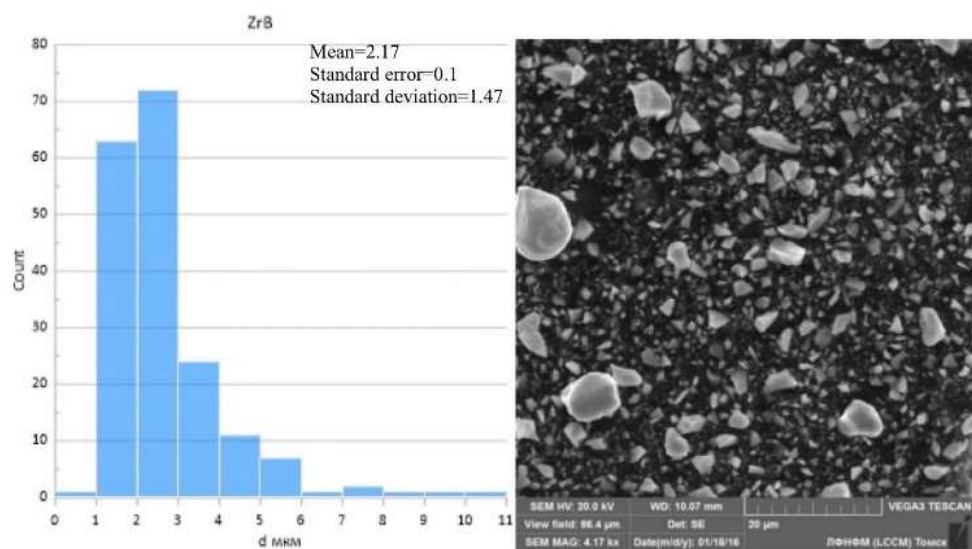 ZrB
Mean=2.17
Standard error=0.1
Standard deviation=1.47
80
70
60
50
40
30
20
10
0
Count
0 1 2 3 4 5 6 7 8 9 10 11
d мкм
SEM HV: 20.0 kV WD: 10.07 mm VEGA3 TESCAN
View field: 66.4 µm Det: SE 20 µm
SEM MAG: 4.17 kx Date(m/d/y): 01/18/16 ЛФНФМ (LCCM) Томск